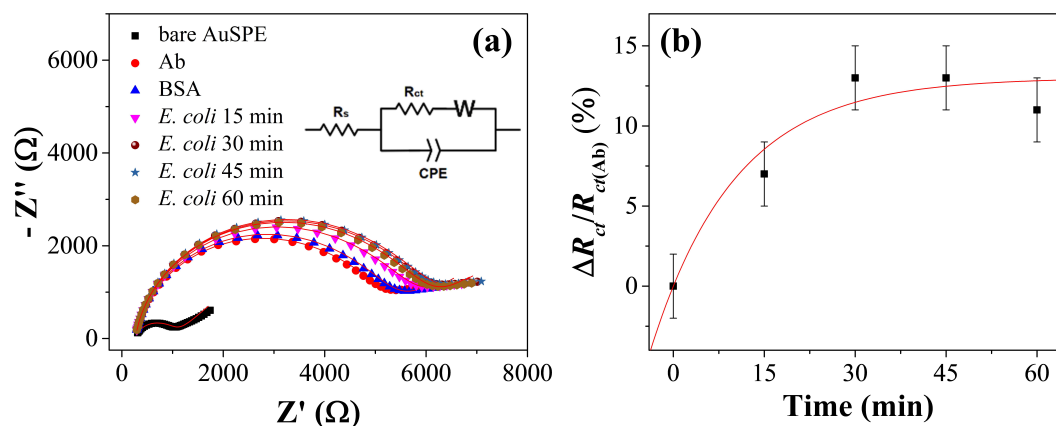 (a)
bare AuSPE
Ab
BSA
E. coli 15 min
E. coli 30 min
E. coli 45 min
E. coli 60 min
Rs
Rct
W
CPE
6000
4000
2000
0
- Z'' (Ω)
0 2000 4000 6000 8000
Z' (Ω)
(b)
15
10
5
0
ΔRct/Rct(Ab) (%)
0 15 30 45 60
Time (min)